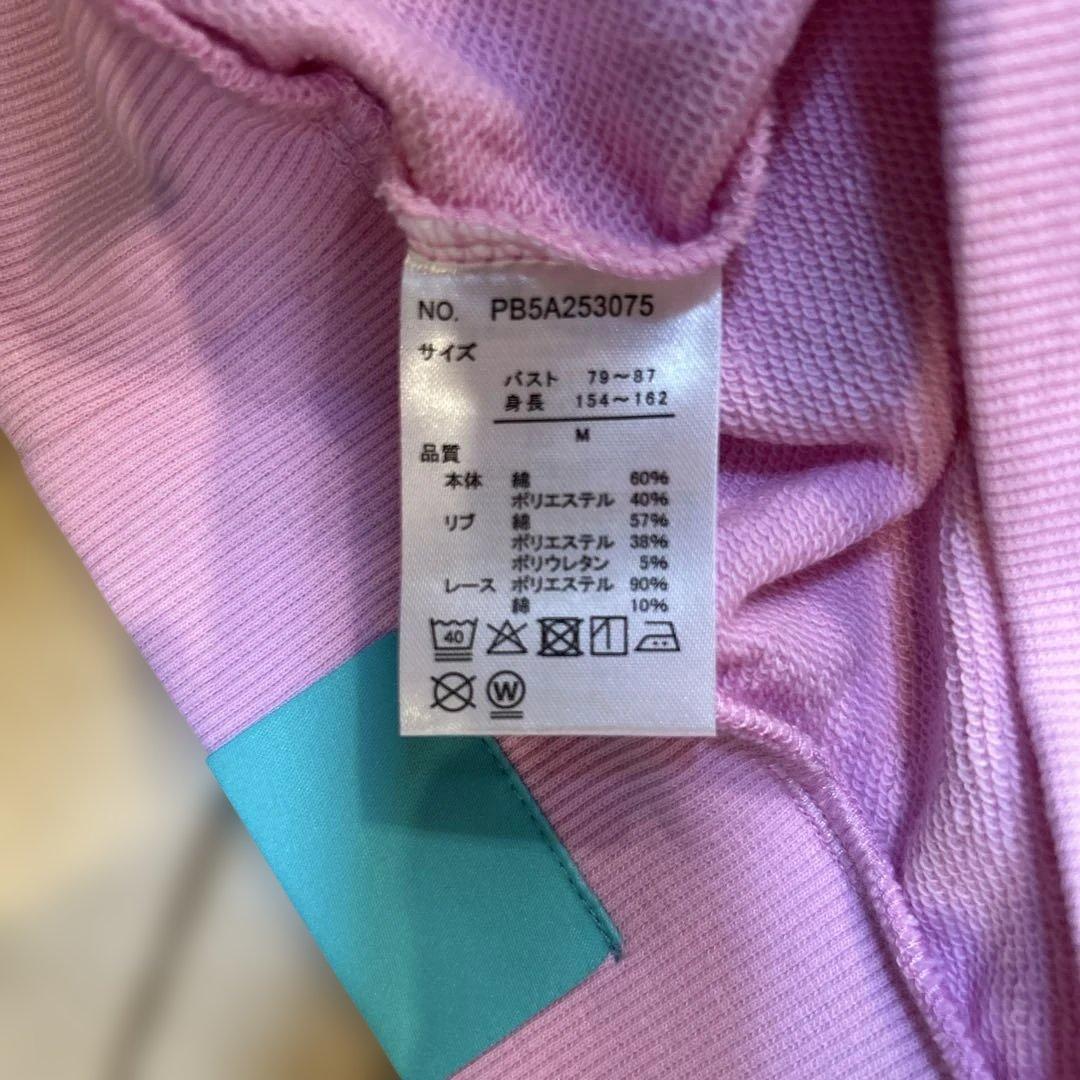 NO. PB5A253075
サイズ
バスト 79～87
身長 154～162
M
品質
本体 綿 60%
ポリエステル 40%
リブ 綿 57%
ポリエステル 38%
ポリウレタン 5%
レース ポリエステル 90%
綿 10%
40
W